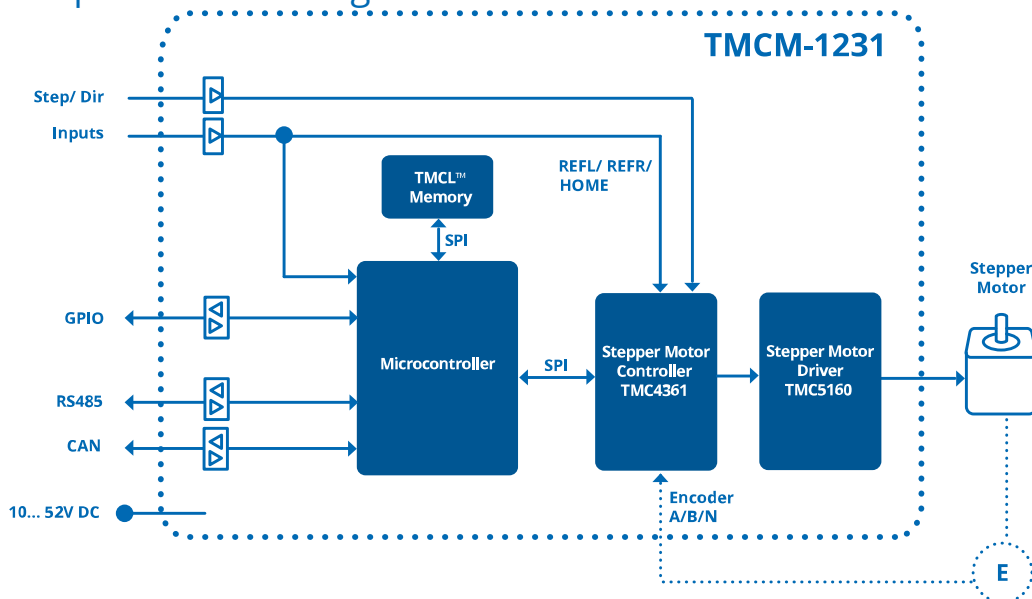 TMCM-1231
Step/ Dir
Inputs
REFL/ REFR/
HOME
TMCL™
Memory
SPI
Stepper
Motor
GPIO
Microcontroller
SPI
Stepper Motor
Controller
TMC4361
Stepper Motor
Driver
TMC5160
RS485
CAN
10... 52V DC
Encoder
A/B/N
E